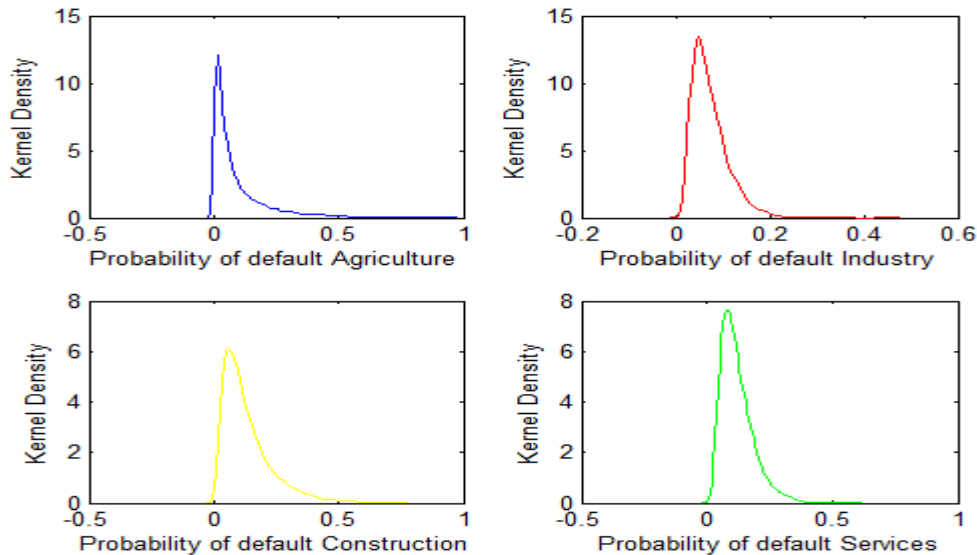 15
10
5
0
Kernel Density
-0.5 0 0.5 1
Probability of default Agriculture
15
10
5
0
Kernel Density
-0.2 0 0.2 0.4 0.6
Probability of default Industry
8
6
4
2
0
Kernel Density
-0.5 0 0.5 1
Probability of default Construction
8
6
4
2
0
Kernel Density
-0.5 0 0.5 1
Probability of default Services